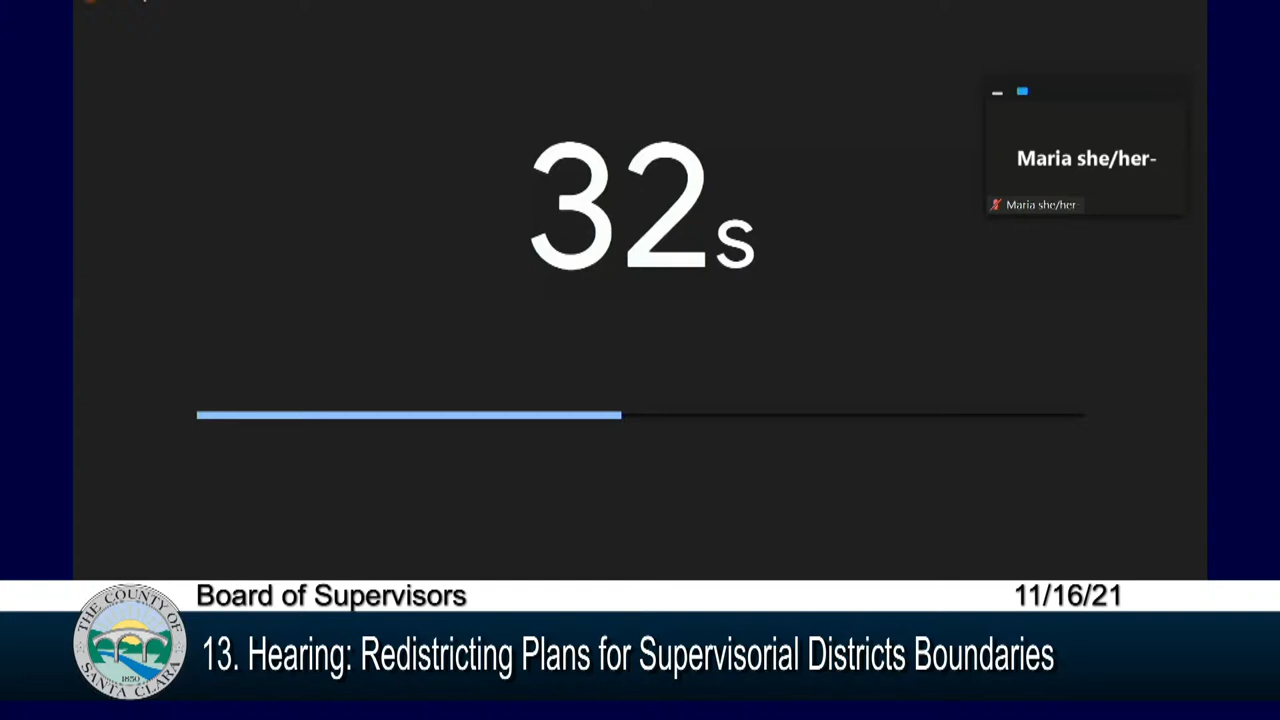 32s
Maria she/her-
Maria she/her-
Board of Supervisors
11/16/21
13. Hearing: Redistricting Plans for Supervisorial Districts Boundaries
THE COUNTY OF
SANTA CLARA
1850